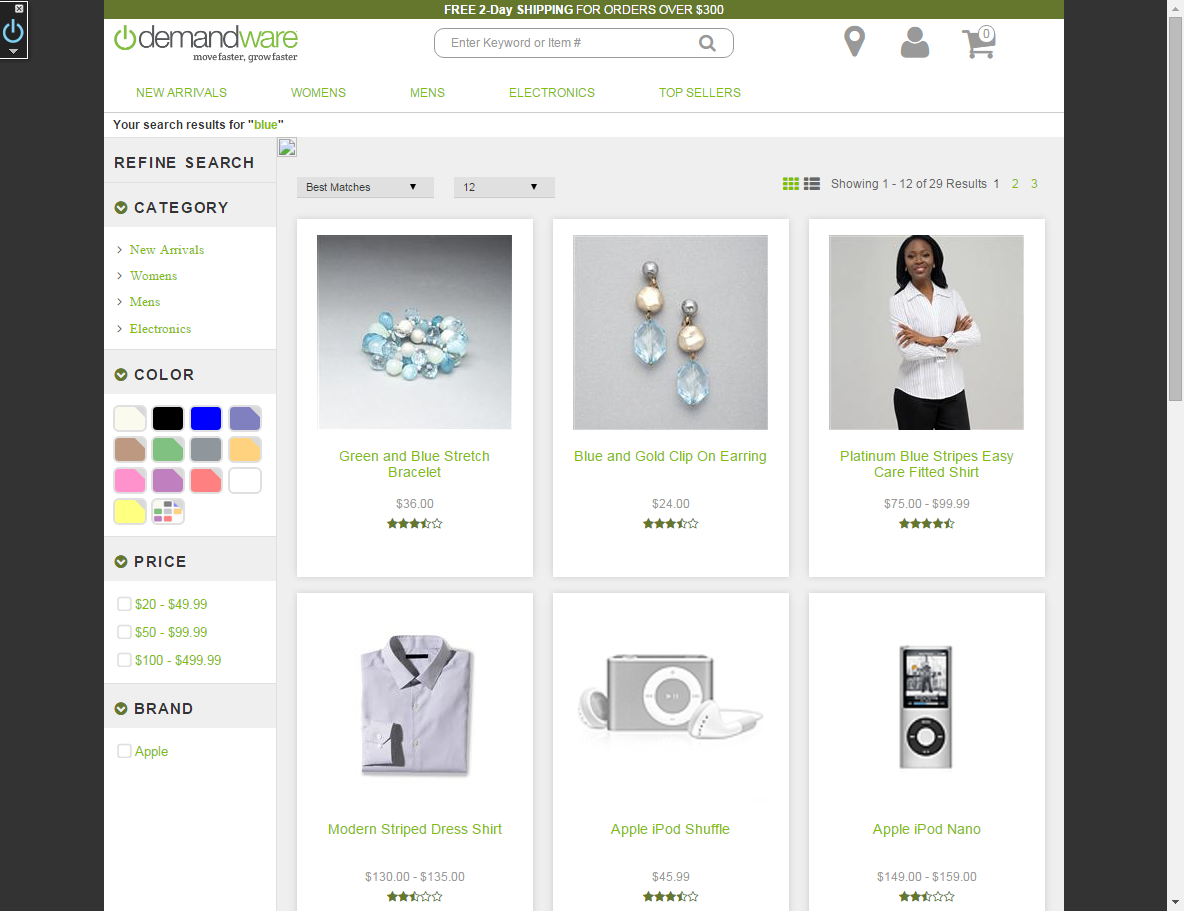 FREE 2-Day SHIPPING FOR ORDERS OVER $300
demandware
move faster, grow faster
Enter Keyword or Item #
0
NEW ARRIVALS WOMENS MENS ELECTRONICS TOP SELLERS
Your search results for "blue"
REFINE SEARCH
CATEGORY
New Arrivals
Womens
Mens
Electronics
COLOR
PRICE
$20 - $49.99
$50 - $99.99
$100 - $499.99
BRAND
Apple
Best Matches 12 Showing 1 - 12 of 29 Results 1 2 3
Green and Blue Stretch
Bracelet
$36.00
Blue and Gold Clip On Earring
$24.00
Platinum Blue Stripes Easy
Care Fitted Shirt
$75.00 - $99.99
Modern Striped Dress Shirt
$130.00 - $135.00
Apple iPod Shuffle
$45.99
Apple iPod Nano
$149.00 - $159.00